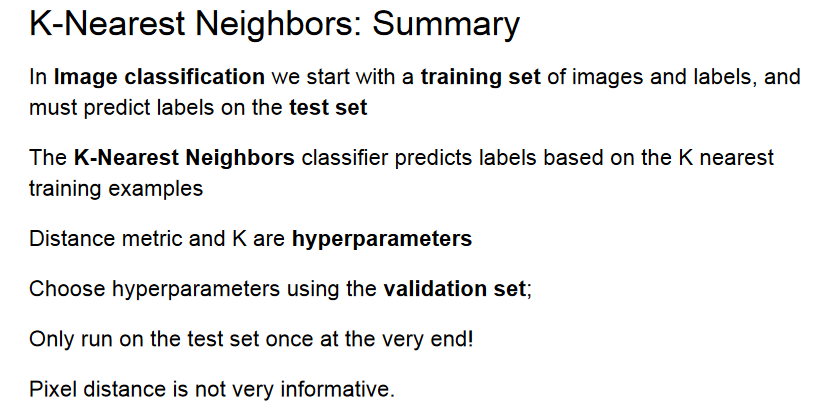 K-Nearest Neighbors: Summary
In Image classification we start with a training set of images and labels, and
must predict labels on the test set
The K-Nearest Neighbors classifier predicts labels based on the K nearest
training examples
Distance metric and K are hyperparameters
Choose hyperparameters using the validation set;
Only run on the test set once at the very end!
Pixel distance is not very informative.